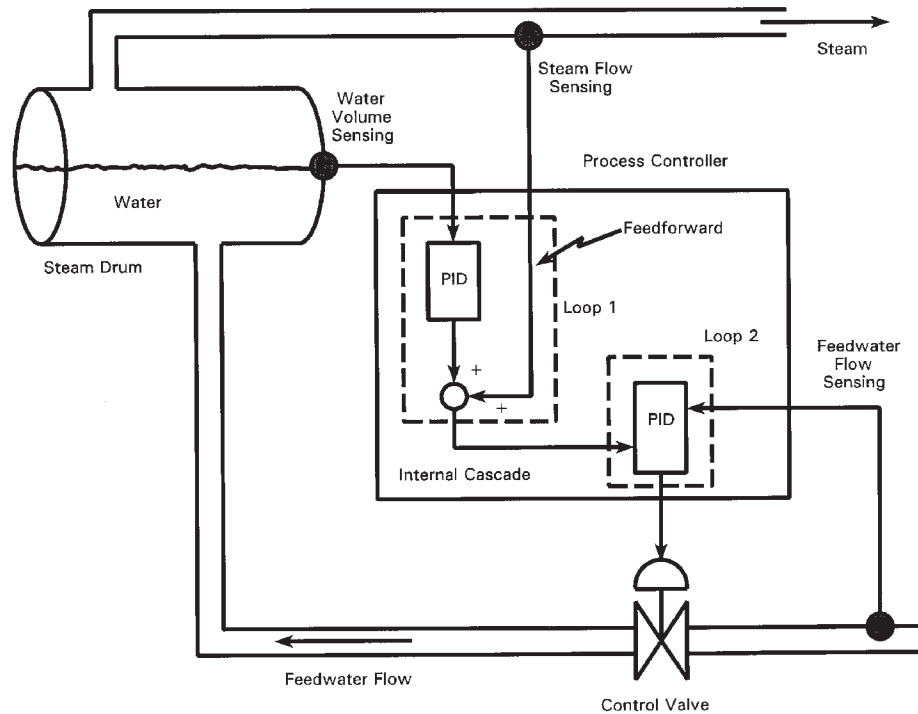 Steam
Steam Flow
Sensing
Water
Volume
Sensing
Process Controller
Water
Feedforward
Steam Drum
PID
Loop 1
Loop 2
Feedwater
Flow
Sensing
+
+
PID
Internal Cascade
Feedwater Flow
Control Valve